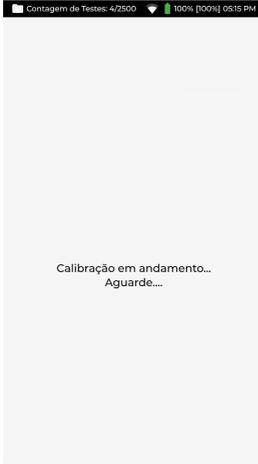 Contagem de Testes: 4/2500 100% [100%] 05:15 PM
Calibração em andamento...
Aguarde....